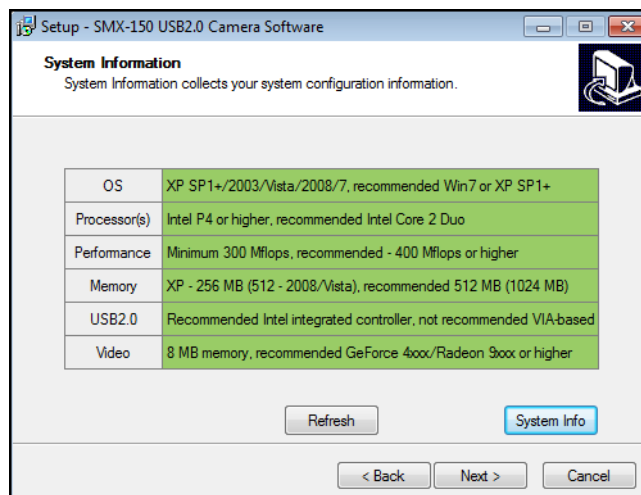 Setup - SMX-150 USB2.0 Camera Software
System Information
System Information collects your system configuration information.
OS XP SP1+/2003/Vista/2008/7, recommended Win7 or XP SP1+
Processor(s) Intel P4 or higher, recommended Intel Core 2 Duo
Performance Minimum 300 Mflops, recommended - 400 Mflops or higher
Memory XP - 256 MB (512 - 2008/Vista), recommended 512 MB (1024 MB)
USB2.0 Recommended Intel integrated controller, not recommended VIA-based
Video 8 MB memory, recommended GeForce 4xxx/Radeon 9xxx or higher
Refresh System Info
< Back Next > Cancel